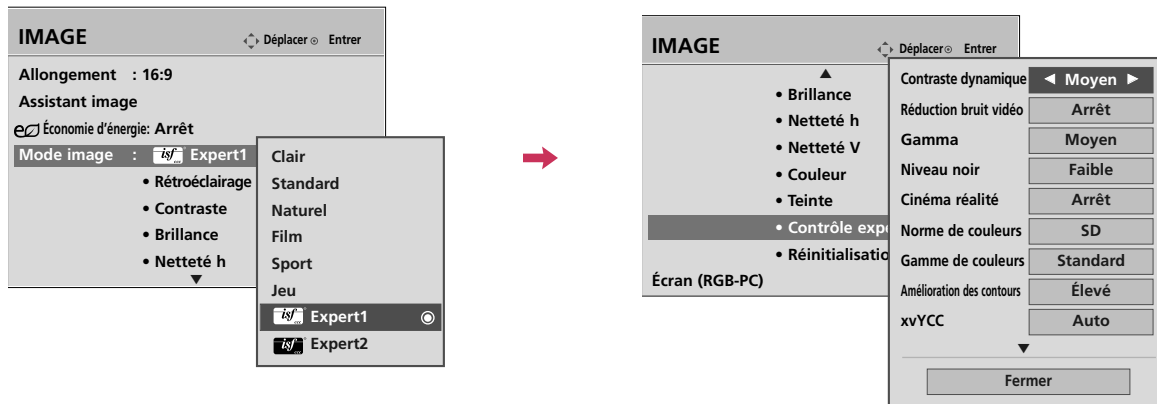 IMAGE
Déplacer Entrer
Allongement : 16:9
Assistant image
Économie d'énergie: Arrêt
Mode image : isf Expert1
• Rétroéclairage
• Contraste
• Brillance
• Netteté h
Clair
Standard
Naturel
Film
Sport
Jeu
isf Expert1
isf Expert2
IMAGE
Déplacer Entrer
• Brillance
• Netteté h
• Netteté V
• Couleur
• Teinte
• Contrôle expe
• Réinitialisatio
Écran (RGB-PC)
Contraste dynamique Moyen
Réduction bruit vidéo Arrêt
Gamma Moyen
Niveau noir Faible
Cinéma réalité Arrêt
Norme de couleurs SD
Gamme de couleurs Standard
Amélioration des contours Élevé
xvYCC Auto
Fermer